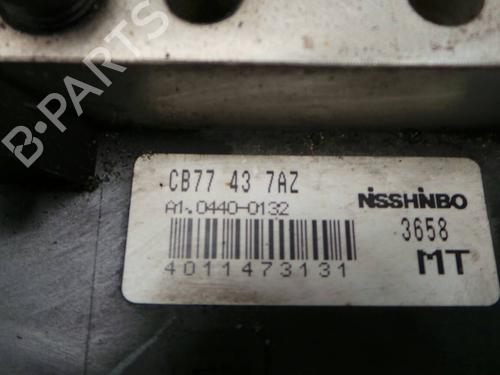 B-PARTS
CB77 43 7AZ
NiSSHiNBO
A1.0440-0132
3658
4011473131
MT